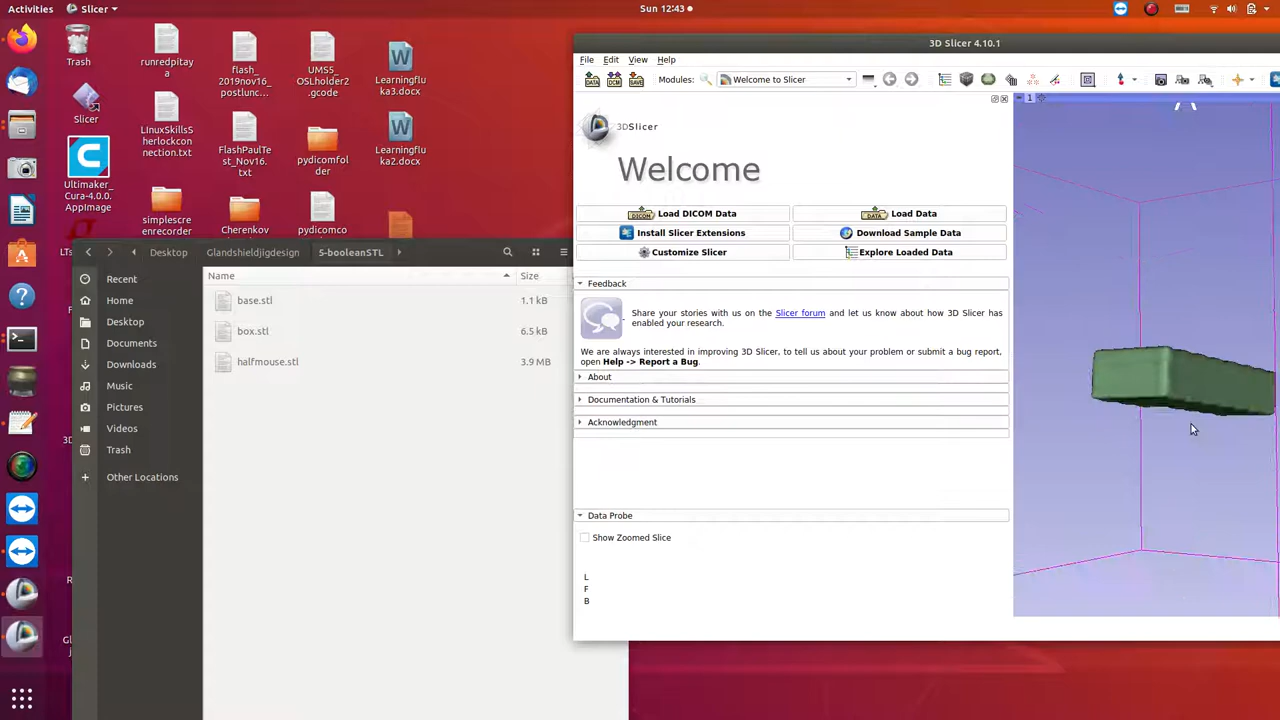 Activities
Slicer
Sun 12:43
Trash
runredpitay
a
flash_
2019nov16_
postlunc...
UMS5_
OSLholder2
.gcode
Learningflu
ka3.docx
Slicer
LInuxSkillsS
herlockcon
nection.txt
FlashPaulTe
st_Nov16.
txt
pydicomfol
der
Learningflu
ka2.docx
Ultimaker_
Cura-4.0.0.
AppImage
simplescre
enrecorder
Cherenkov
pydicomco
LTs
Desktop
Glandshieldjigdesign
5-booleanSTL
Recent
Home
Desktop
Documents
Downloads
Music
Pictures
Videos
Trash
Other Locations
Name
Size
base.stl
1.1 kB
box.stl
6.5 kB
halfmouse.stl
3.9 MB
3D
R
Gl
j
3D Slicer 4.10.1
File
Edit
View
Help
DATA
DCM
SAVE
Modules:
Welcome to Slicer
3DSlicer
Welcome
Load DICOM Data
Load Data
Install Slicer Extensions
Download Sample Data
Customize Slicer
Explore Loaded Data
Feedback
Share your stories with us on the Slicer forum and let us know about how 3D Slicer has
enabled your research.
We are always interested in improving 3D Slicer, to tell us about your problem or submit a bug report,
open Help -> Report a Bug.
About
Documentation & Tutorials
Acknowledgment
Data Probe
Show Zoomed Slice
L
F
B
1